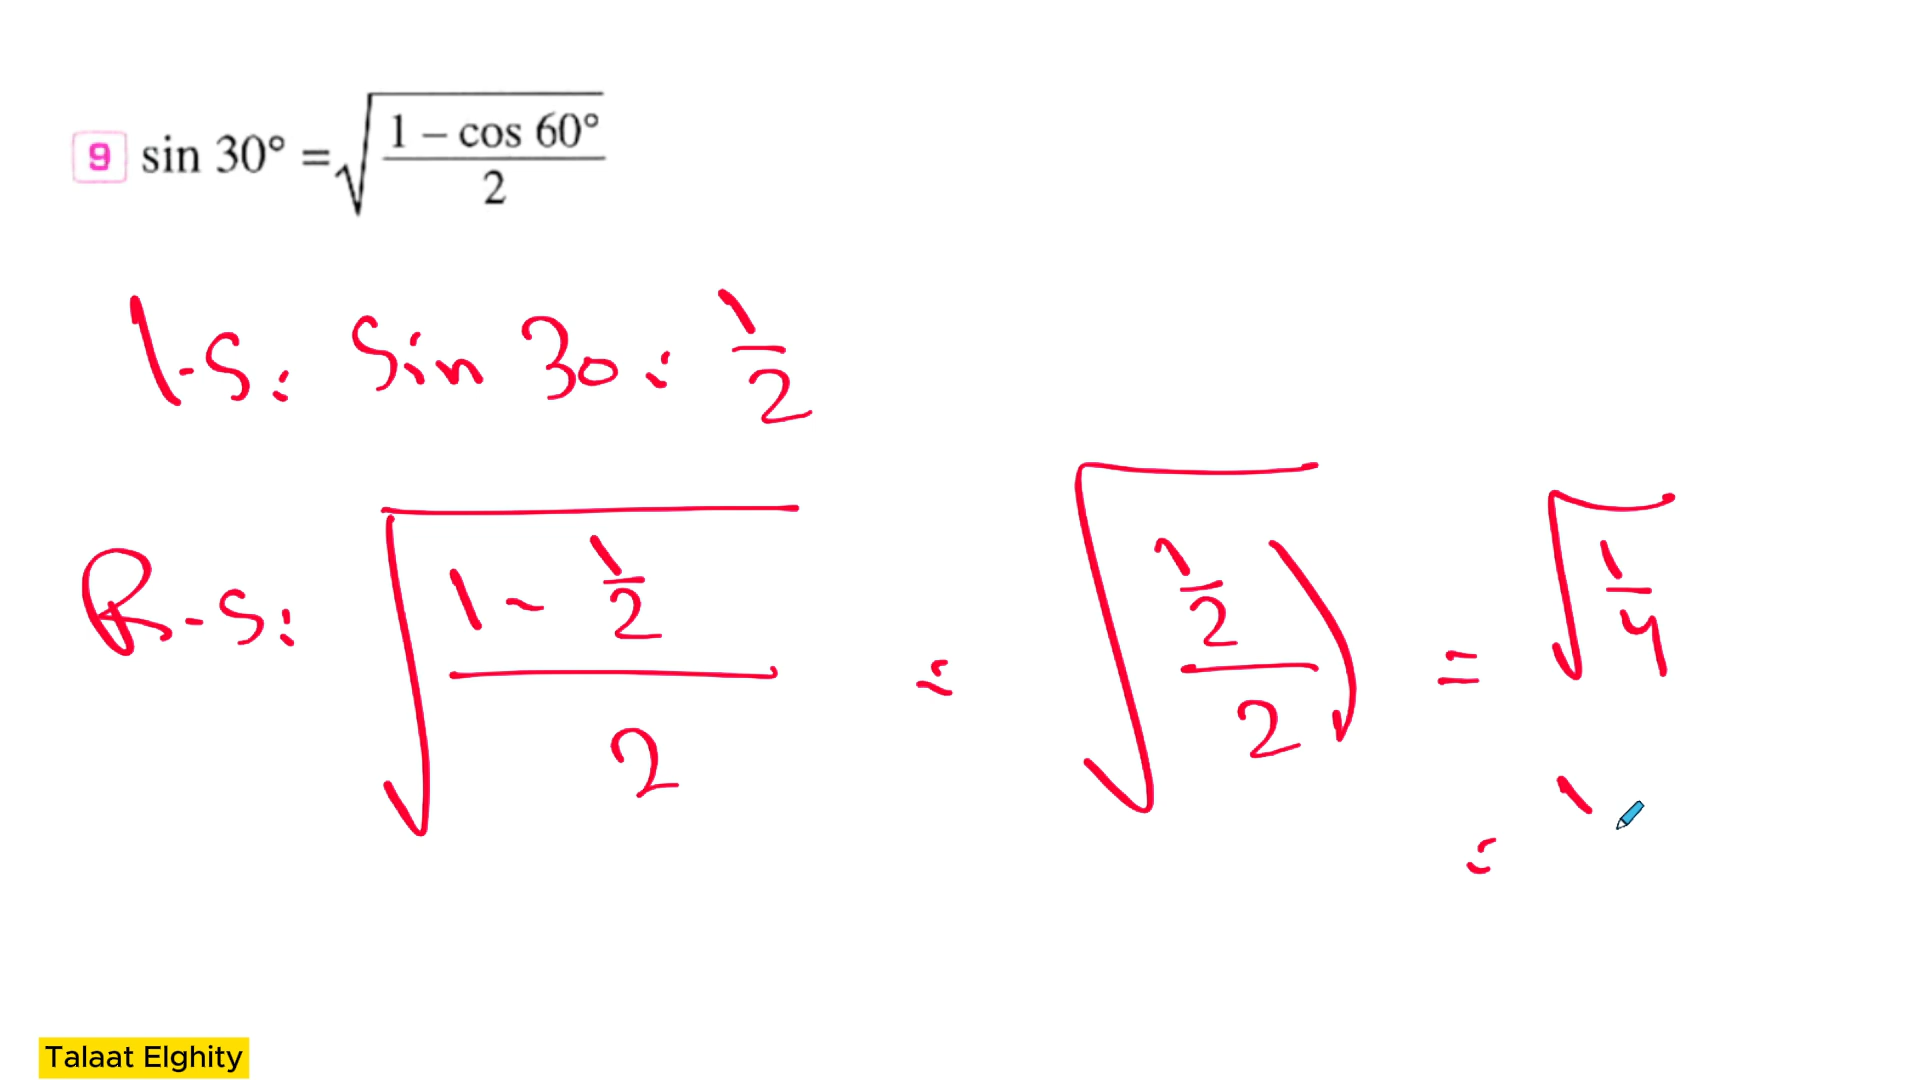 9 sin 30° = √((1 – cos 60°)/2)
L.S: Sin 30 = 1/2
R.S: √((1 - 1/2)/2) = √((1/2)/2) = √(1/4)
= 1
Talaat Elghity